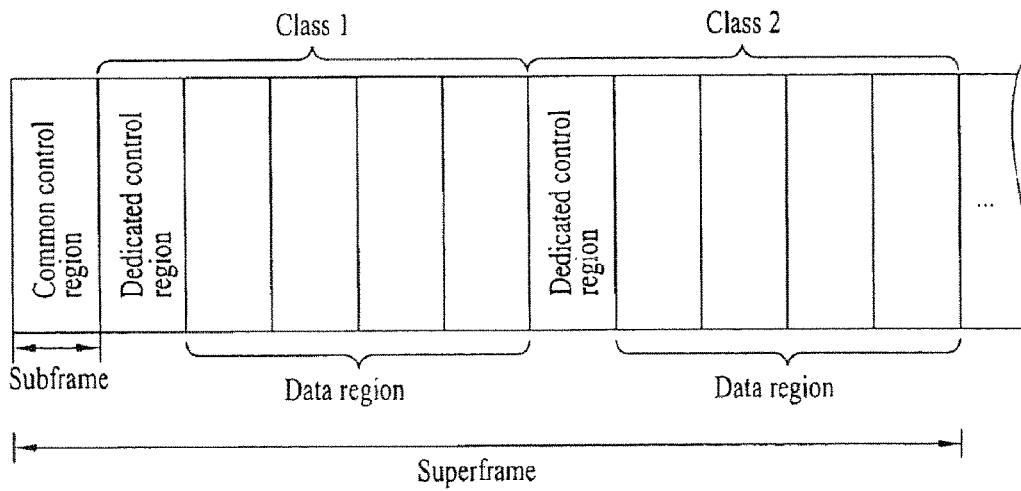 Class 1
Class 2
Common control
region
Dedicated control
region
Dedicated control
region
...
Subframe
Data region
Data region
Superframe